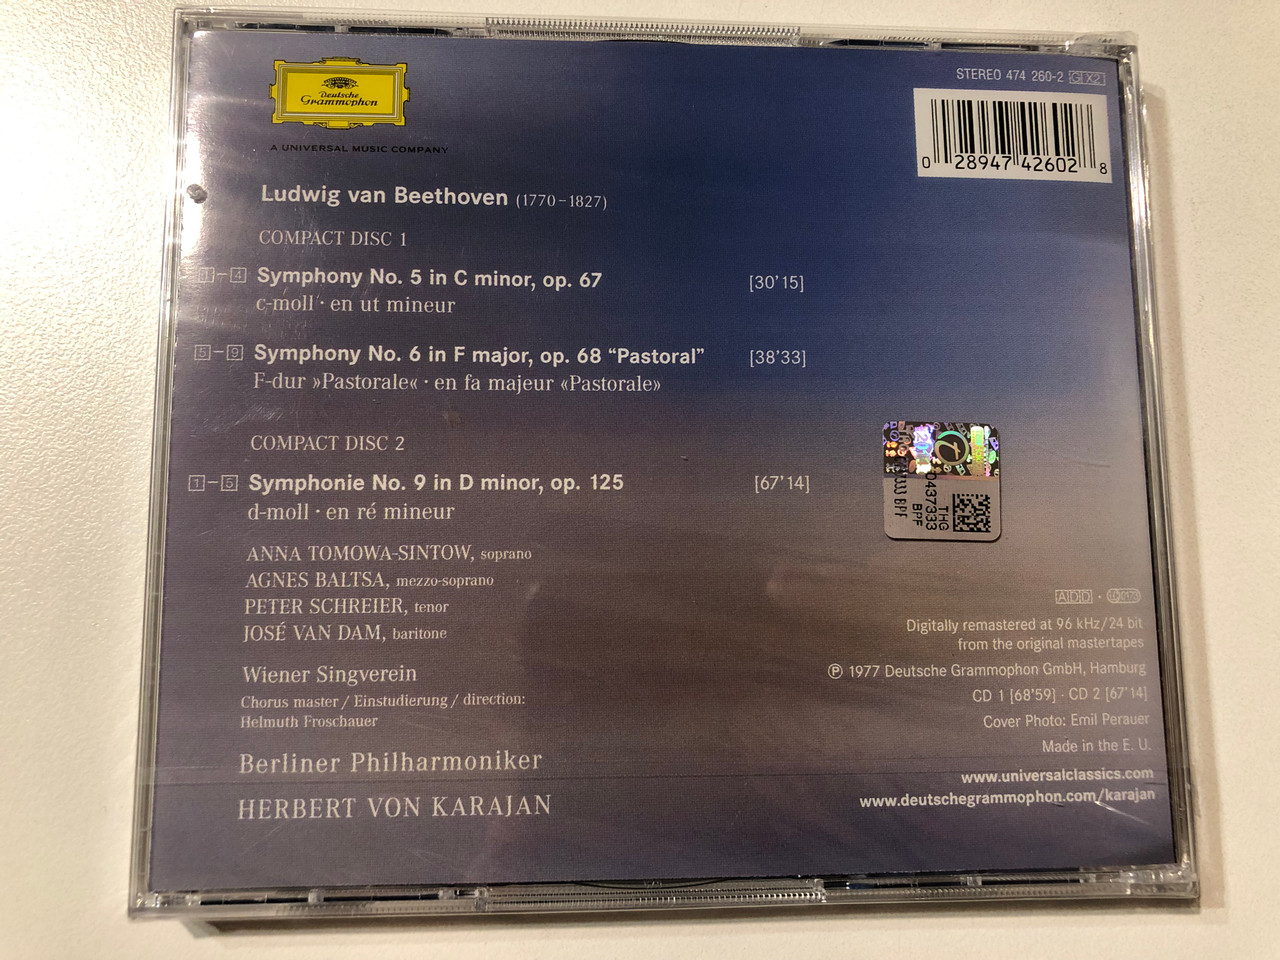 Deutsche
Grammophon
A UNIVERSAL MUSIC COMPANY
STEREO 474 260-2 G X2
0 28947 42602 8
Ludwig van Beethoven (1770–1827)
COMPACT DISC 1
1–4 Symphony No. 5 in C minor, op. 67 [30'15]
c-moll · en ut mineur
5–9 Symphony No. 6 in F major, op. 68 “Pastoral” [38'33]
F-dur »Pastorale« · en fa majeur «Pastorale»
COMPACT DISC 2
1–5 Symphonie No. 9 in D minor, op. 125 [67'14]
d-moll · en ré mineur
ANNA TOMOWA-SINTOW, soprano
AGNES BALTSA, mezzo-soprano
PETER SCHREIER, tenor
JOSÉ VAN DAM, baritone
Wiener Singverein
Chorus master / Einstudierung / direction:
Helmuth Froschauer
Berliner Philharmoniker
HERBERT VON KARAJAN
THG
BPF
0437333
ADD ·
Digitally remastered at 96 kHz/24 bit
from the original mastertapes
℗ 1977 Deutsche Grammophon GmbH, Hamburg
CD 1 [68'59] · CD 2 [67'14]
Cover Photo: Emil Perauer
Made in the E. U.
www.universalclassics.com
www.deutschegrammophon.com/karajan